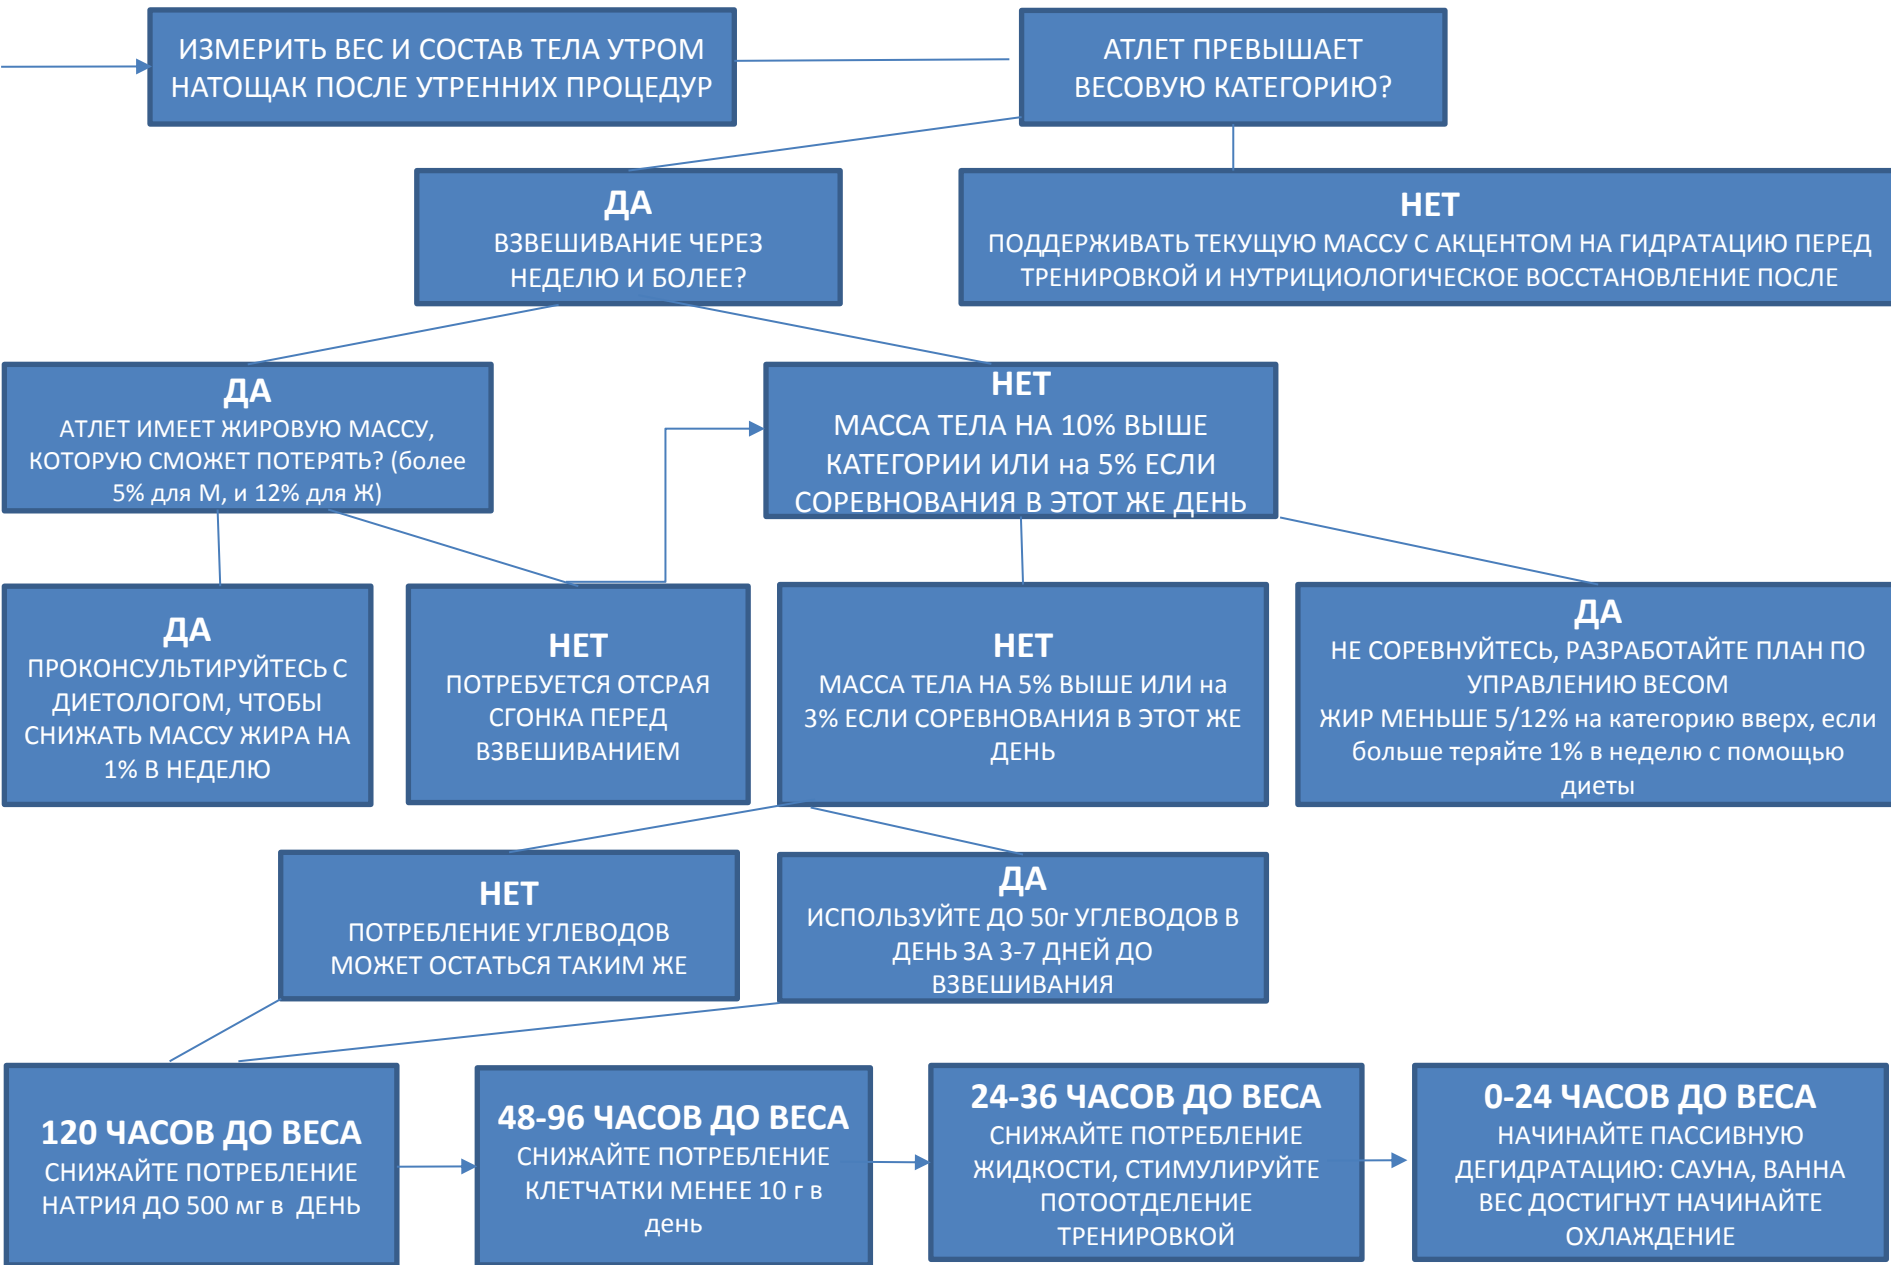 ИЗМЕРИТЬ ВЕС И СОСТАВ ТЕЛА УТРОМ
НАТОЩАК ПОСЛЕ УТРЕННИХ ПРОЦЕДУР
АТЛЕТ ПРЕВЫШАЕТ
ВЕСОВУЮ КАТЕГОРИЮ?
ДА
ВЗВЕШИВАНИЕ ЧЕРЕЗ
НЕДЕЛЮ И БОЛЕЕ?
НЕТ
ПОДДЕРЖИВАТЬ ТЕКУЩУЮ МАССУ С АКЦЕНТОМ НА ГИДРАТАЦИЮ ПЕРЕД
ТРЕНИРОВКОЙ И НУТРИЦИОЛОГИЧЕСКОЕ ВОССТАНОВЛЕНИЕ ПОСЛЕ
ДА
АТЛЕТ ИМЕЕТ ЖИРОВУЮ МАССУ,
КОТОРУЮ СМОЖЕТ ПОТЕРЯТЬ? (более
5% для М, и 12% для Ж)
НЕТ
МАССА ТЕЛА НА 10% ВЫШЕ
КАТЕГОРИИ ИЛИ на 5% ЕСЛИ
СОРЕВНОВАНИЯ В ЭТОТ ЖЕ ДЕНЬ
ДА
ПРОКОНСУЛЬТИРУЙТЕСЬ С
ДИЕТОЛОГОМ, ЧТОБЫ
СНИЖАТЬ МАССУ ЖИРА НА
1% В НЕДЕЛЮ
НЕТ
ПОТРЕБУЕТСЯ ОТСРАЯ
СГОНКА ПЕРЕД
ВЗВЕШИВАНИЕМ
НЕТ
МАССА ТЕЛА НА 5% ВЫШЕ ИЛИ на
3% ЕСЛИ СОРЕВНОВАНИЯ В ЭТОТ ЖЕ
ДЕНЬ
ДА
НЕ СОРЕВНУЙТЕСЬ, РАЗРАБОТАЙТЕ ПЛАН ПО
УПРАВЛЕНИЮ ВЕСОМ
ЖИР МЕНЬШЕ 5/12% на категорию вверх, если
больше теряйте 1% в неделю с помощью
диеты
НЕТ
ПОТРЕБЛЕНИЕ УГЛЕВОДОВ
МОЖЕТ ОСТАТЬСЯ ТАКИМ ЖЕ
ДА
ИСПОЛЬЗУЙТЕ ДО 50г УГЛЕВОДОВ В
ДЕНЬ ЗА 3-7 ДНЕЙ ДО
ВЗВЕШИВАНИЯ
120 ЧАСОВ ДО ВЕСА
СНИЖАЙТЕ ПОТРЕБЛЕНИЕ
НАТРИЯ ДО 500 мг в ДЕНЬ
48-96 ЧАСОВ ДО ВЕСА
СНИЖАЙТЕ ПОТРЕБЛЕНИЕ
КЛЕТЧАТКИ МЕНЕЕ 10 г в
день
24-36 ЧАСОВ ДО ВЕСА
СНИЖАЙТЕ ПОТРЕБЛЕНИЕ
ЖИДКОСТИ, СТИМУЛИРУЙТЕ
ПОТООТДЕЛЕНИЕ
ТРЕНИРОВКОЙ
0-24 ЧАСОВ ДО ВЕСА
НАЧИНАЙТЕ ПАССИВНУЮ
ДЕГИДРАТАЦИЮ: САУНА, ВАННА
ВЕС ДОСТИГНУТ НАЧИНАЙТЕ
ОХЛАЖДЕНИЕ